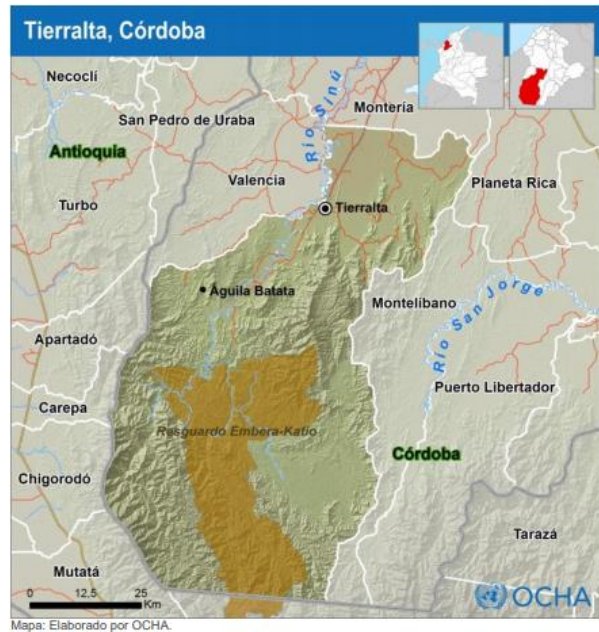 Tierralta, Córdoba
Necoclí
Montería
San Pedro de Uraba
Río Sinú
Antioquia
Valencia
Planeta Rica
Turbo
Tierralta
Águila Batata
Montelibano
Río San Jorge
Apartadó
Puerto Libertador
Carepa
Resguardo Embera-Katio
Córdoba
Chigorodó
Tarazá
Mutatá
0 12,5 25
Km
OCHA
Mapa: Elaborado por OCHA.